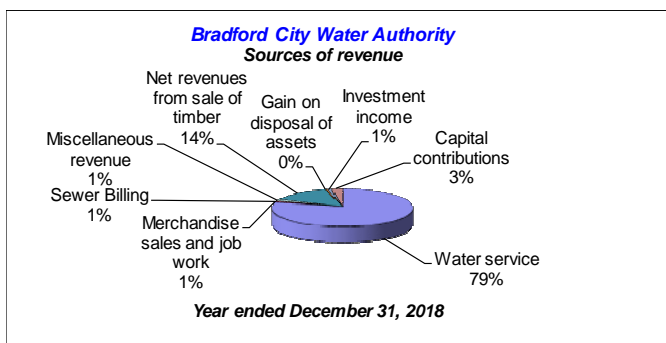 Bradford City Water Authority
Sources of revenue
Net revenues
from sale of
timber
14%
Gain on
disposal of
assets
0%
Investment
income
1%
Capital
contributions
3%
Miscellaneous
revenue
1%
Sewer Billing
1%
Merchandise
sales and job
work
1%
Water service
79%
Year ended December 31, 2018